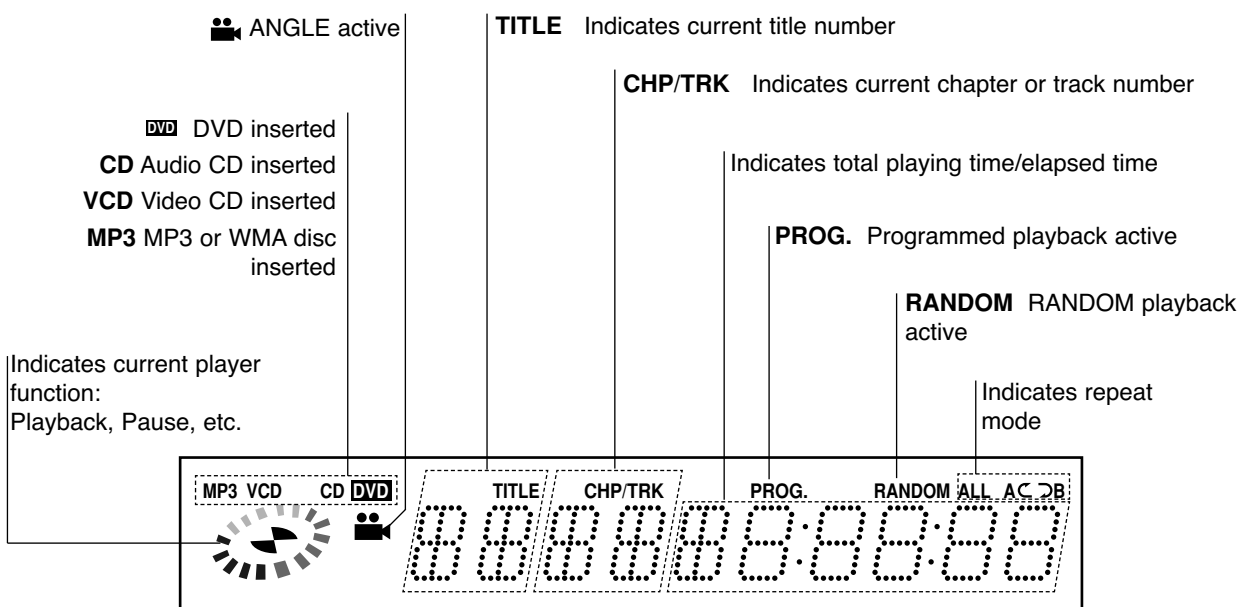 ANGLE active
TITLE Indicates current title number
CHP/TRK Indicates current chapter or track number
DVD DVD inserted
CD Audio CD inserted
VCD Video CD inserted
MP3 MP3 or WMA disc
inserted
Indicates total playing time/elapsed time
PROG. Programmed playback active
RANDOM RANDOM playback
active
Indicates current player
function:
Playback, Pause, etc.
Indicates repeat
mode
MP3 VCD CD DVD TITLE CHP/TRK PROG. RANDOM ALL A B